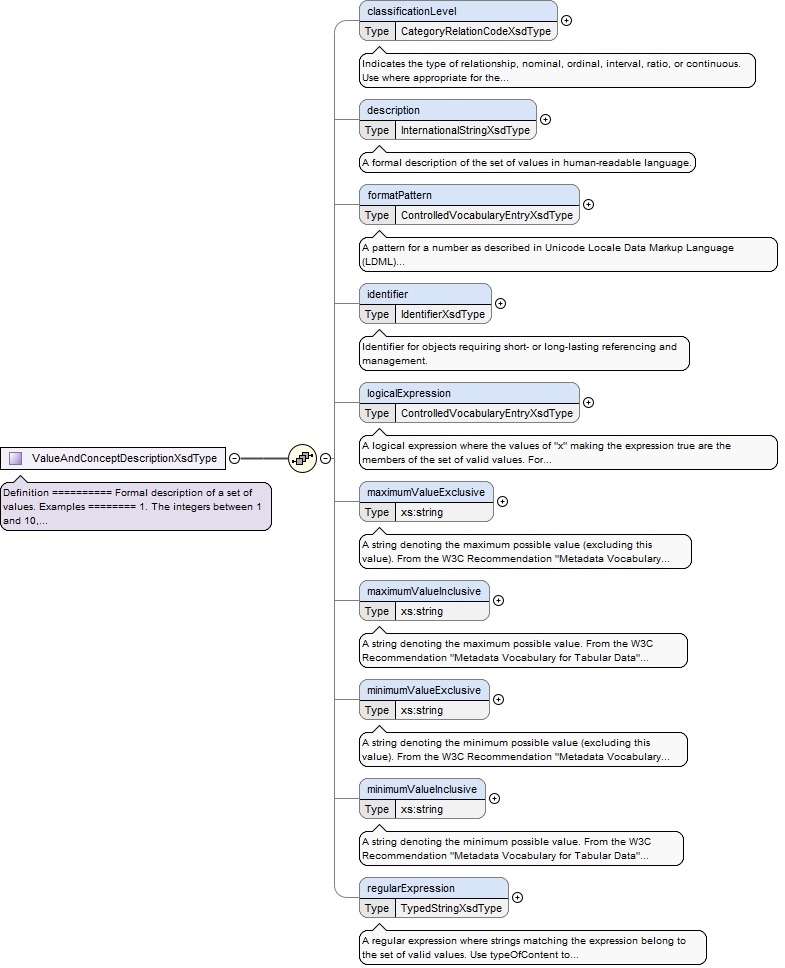 classificationLevel
Type CategoryRelationCodeXsdType
Indicates the type of relationship, nominal, ordinal, interval, ratio, or continuous.
Use where appropriate for the...
description
Type InternationalStringXsdType
A formal description of the set of values in human-readable language.
formatPattern
Type ControlledVocabularyEntryXsdType
A pattern for a number as described in Unicode Locale Data Markup Language
(LDML)...
identifier
Type IdentifierXsdType
Identifier for objects requiring short- or long-lasting referencing and
management.
logicalExpression
Type ControlledVocabularyEntryXsdType
A logical expression where the values of "x" making the expression true are the
members of the set of valid values. For...
ValueAndConceptDescriptionXsdType
Definition ========== Formal description of a set of
values. Examples ======== 1. The integers between 1
and 10,...
maximumValueExclusive
Type xs:string
A string denoting the maximum possible value (excluding this
value). From the W3C Recommendation "Metadata Vocabulary...
maximumValueInclusive
Type xs:string
A string denoting the maximum possible value. From the W3C
Recommendation "Metadata Vocabulary for Tabular Data"...
minimumValueExclusive
Type xs:string
A string denoting the minimum possible value (excluding this
value). From the W3C Recommendation "Metadata Vocabulary...
minimumValueInclusive
Type xs:string
A string denoting the minimum possible value. From the W3C
Recommendation "Metadata Vocabulary for Tabular Data"...
regularExpression
Type TypedStringXsdType
A regular expression where strings matching the expression belong to
the set of valid values. Use typeOfContent to...